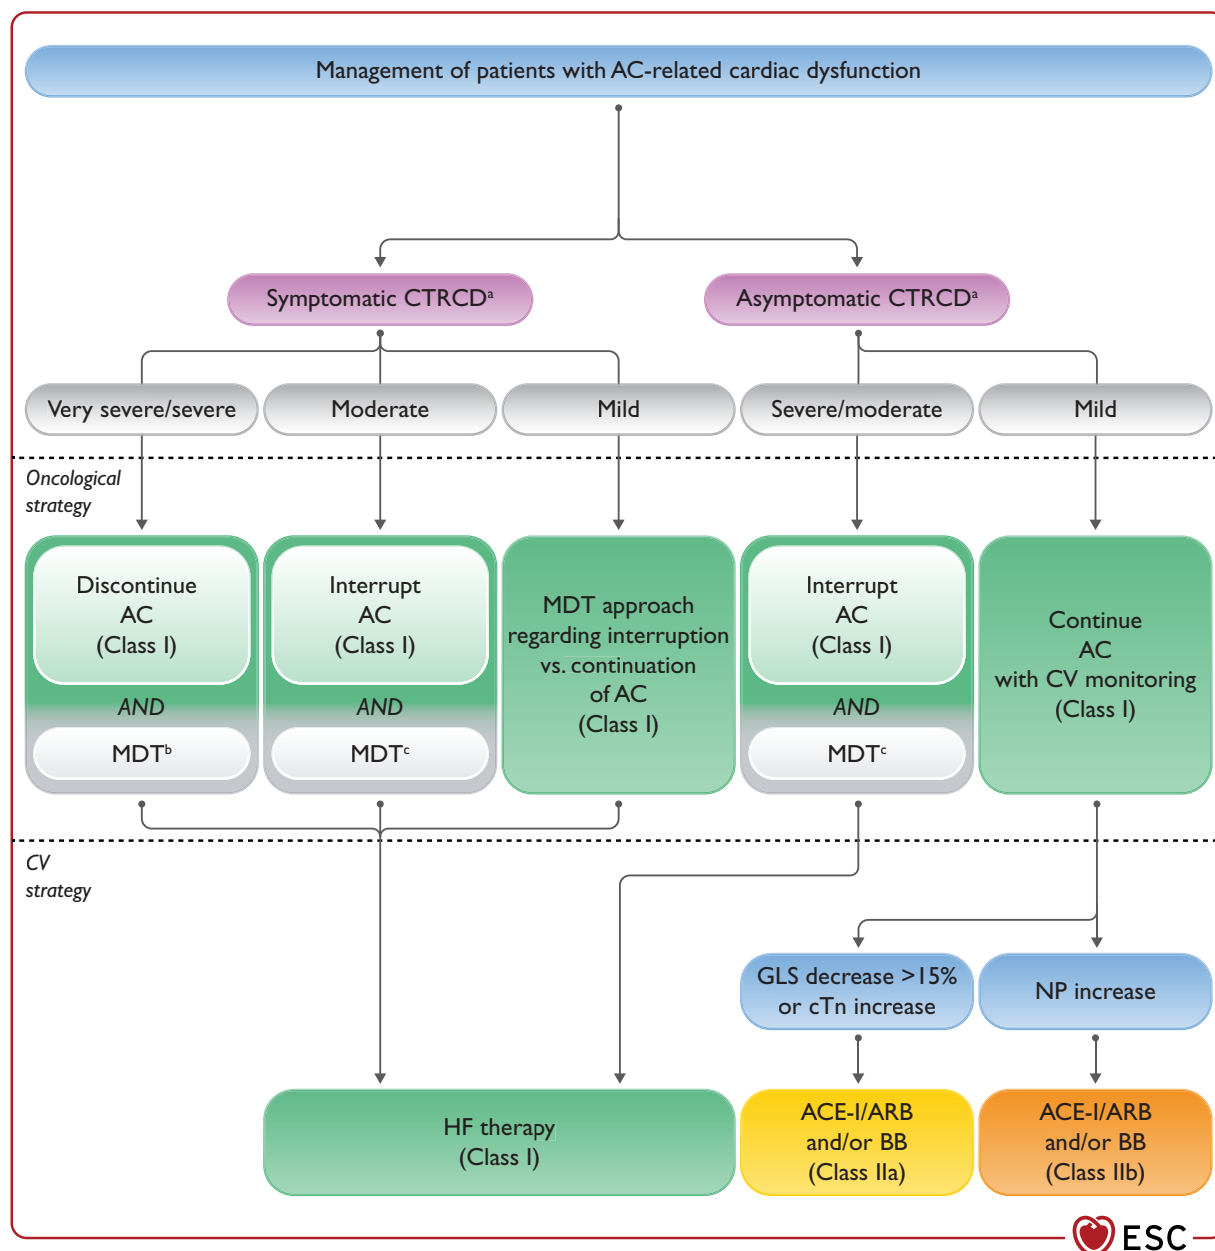 Management of patients with AC-related cardiac dysfunction
Symptomatic CTRCDᵃ
Asymptomatic CTRCDᵃ
Very severe/severe
Moderate
Mild
Severe/moderate
Mild
Oncological
strategy
Discontinue
AC
(Class I)
AND
MDTᵇ
Interrupt
AC
(Class I)
AND
MDTᶜ
MDT approach
regarding interruption
vs. continuation
of AC
(Class I)
Interrupt
AC
(Class I)
AND
MDTᶜ
Continue
AC
with CV monitoring
(Class I)
CV
strategy
GLS decrease >15%
or cTn increase
NP increase
HF therapy
(Class I)
ACE-I/ARB
and/or BB
(Class IIa)
ACE-I/ARB
and/or BB
(Class IIb)
ESC